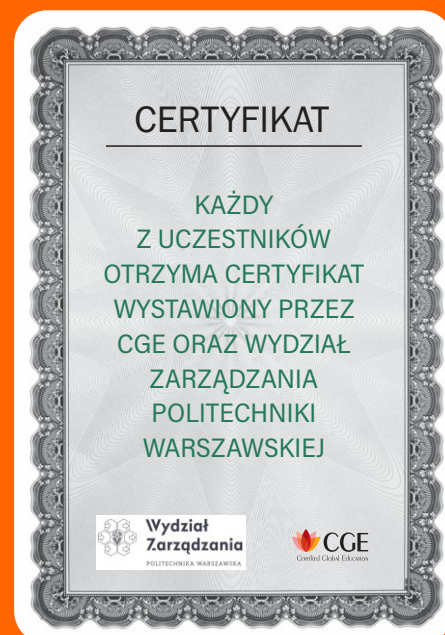 CERTYFIKAT
KAŻDY
Z UCZESTNIKÓW
OTRZYMA CERTYFIKAT
WYSTAWIONY PRZEZ
CGE ORAZ WYDZIAŁ
ZARZĄDZANIA
POLITECHNIKI
WARSZAWSKIEJ
Wydział
Zarządzania
POLITECHNIKA WARSZAWSKA
CGE
Certified Global Education